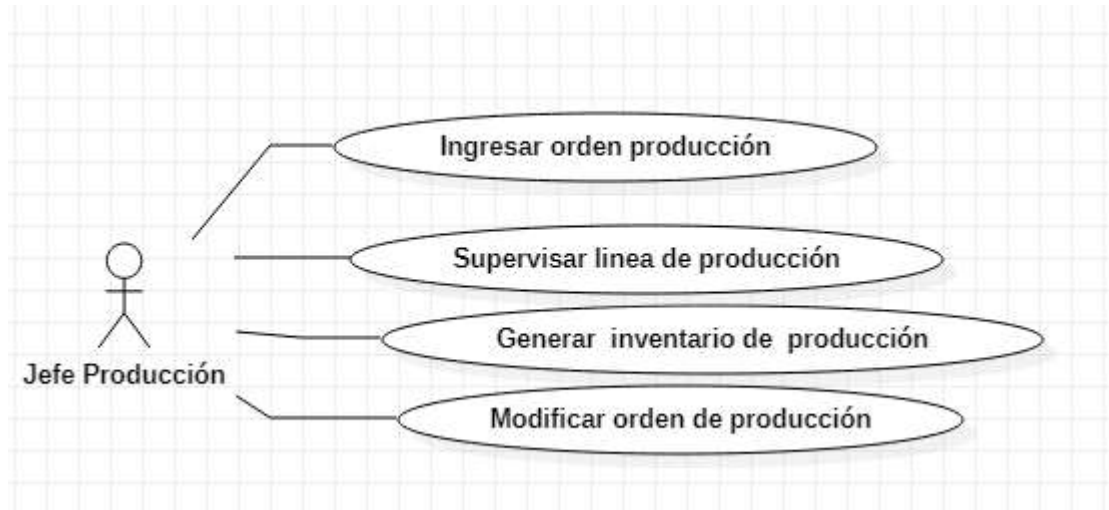 Ingresar orden producción
Supervisar linea de producción
Generar inventario de producción
Jefe Producción
Modificar orden de producción